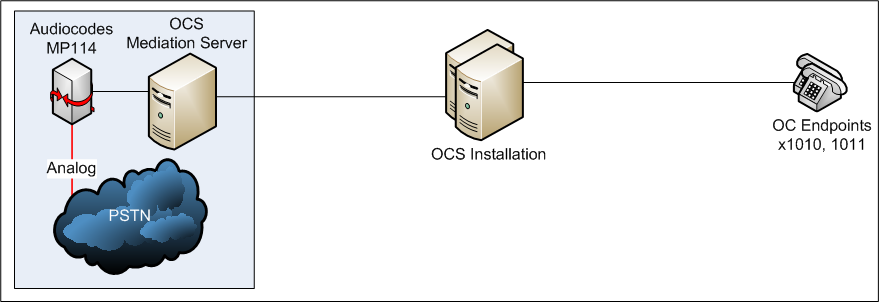 Audiocodes
MP114
OCS
Mediation Server
Analog
PSTN
OCS Installation
OC Endpoints
x1010, 1011